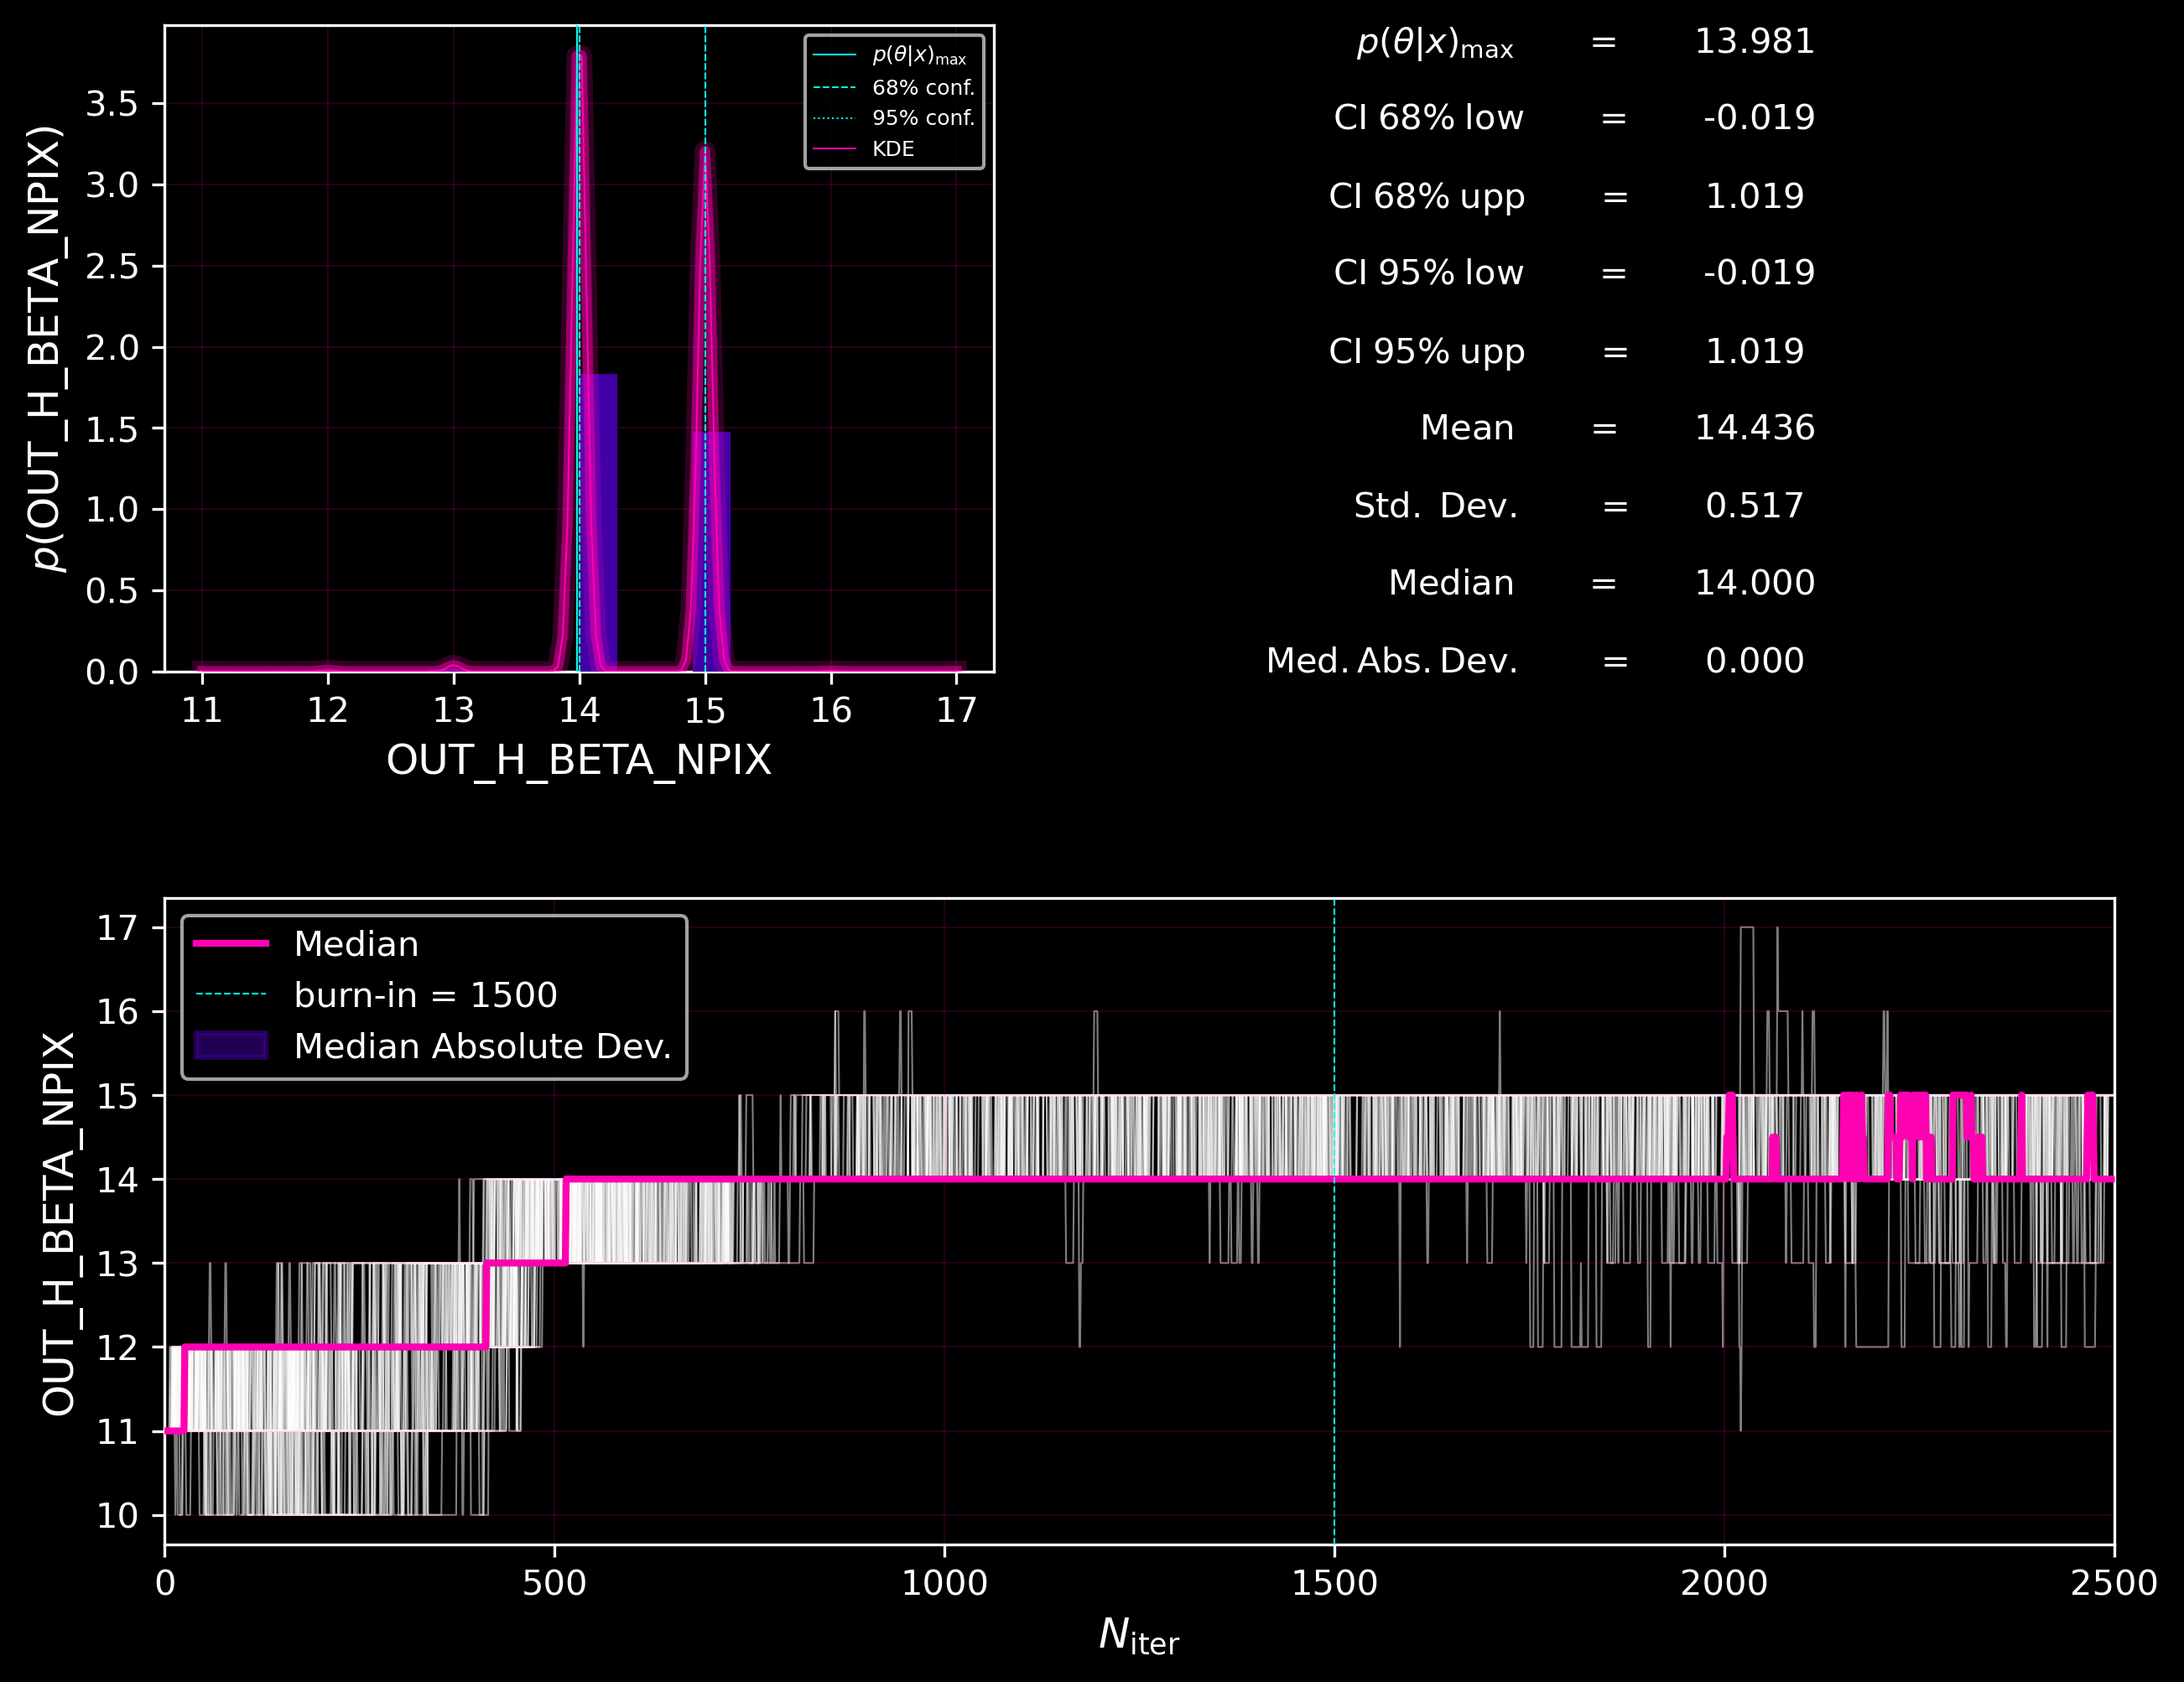 p(OUT_H_BETA_NPIX)
3.5
3.0
2.5
2.0
1.5
1.0
0.5
0.0
11 12 13 14 15 16 17
OUT_H_BETA_NPIX
p(θ|x)max
68% conf.
95% conf.
KDE
p(θ|x)max = 13.981
CI 68% low = -0.019
CI 68% upp = 1.019
CI 95% low = -0.019
CI 95% upp = 1.019
Mean = 14.436
Std. Dev. = 0.517
Median = 14.000
Med. Abs. Dev. = 0.000
OUT_H_BETA_NPIX
17
16
15
14
13
12
11
10
Median
burn-in = 1500
Median Absolute Dev.
0 500 1000 1500 2000 2500
Niter